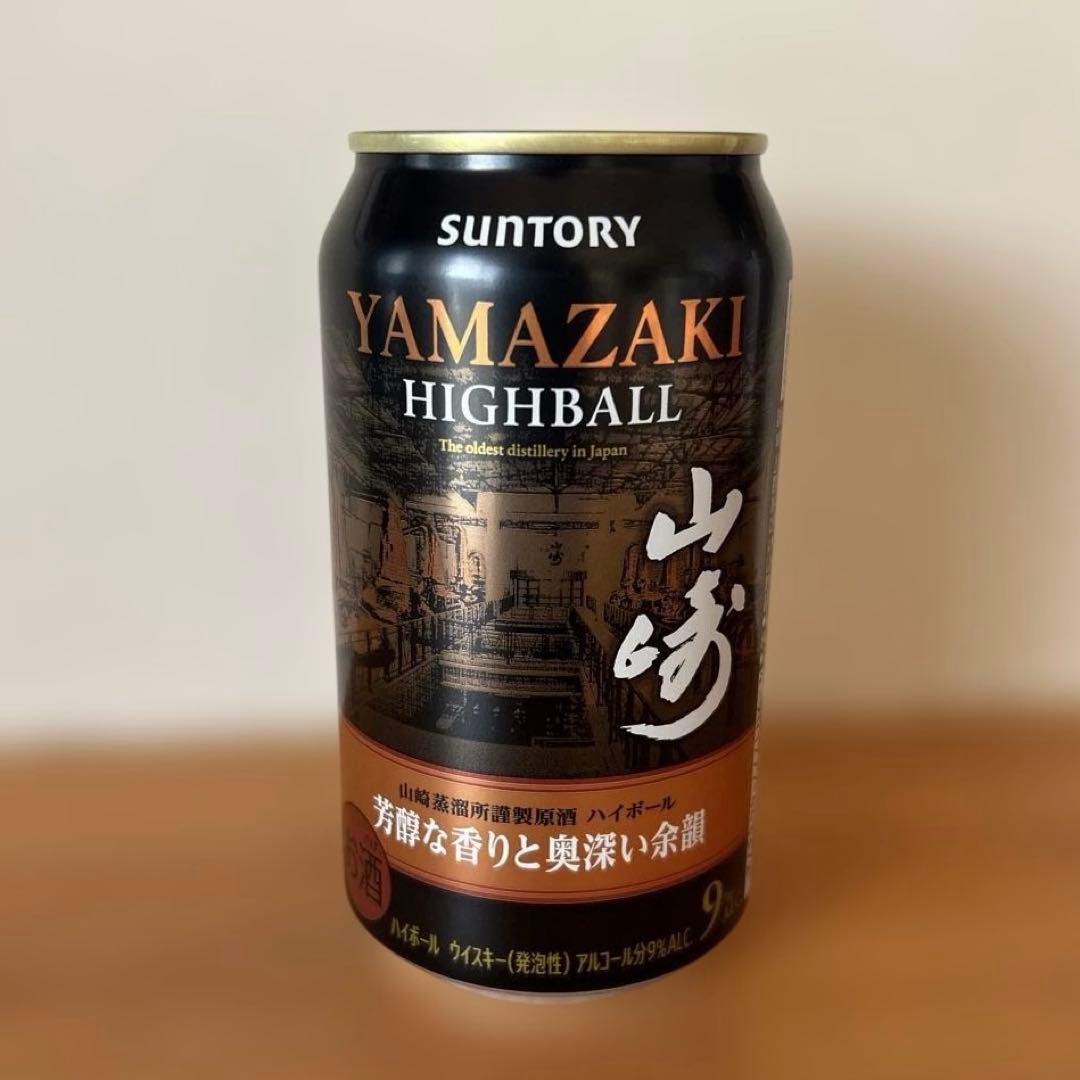 SUNTORY
YAMAZAKI
HIGHBALL
The oldest distillery in Japan
山崎
山崎蒸溜所謹製原酒 ハイボール
芳醇な香りと奥深い余韻
お酒
ハイボール ウイスキー(発泡性) アルコール分9%ALC.
9